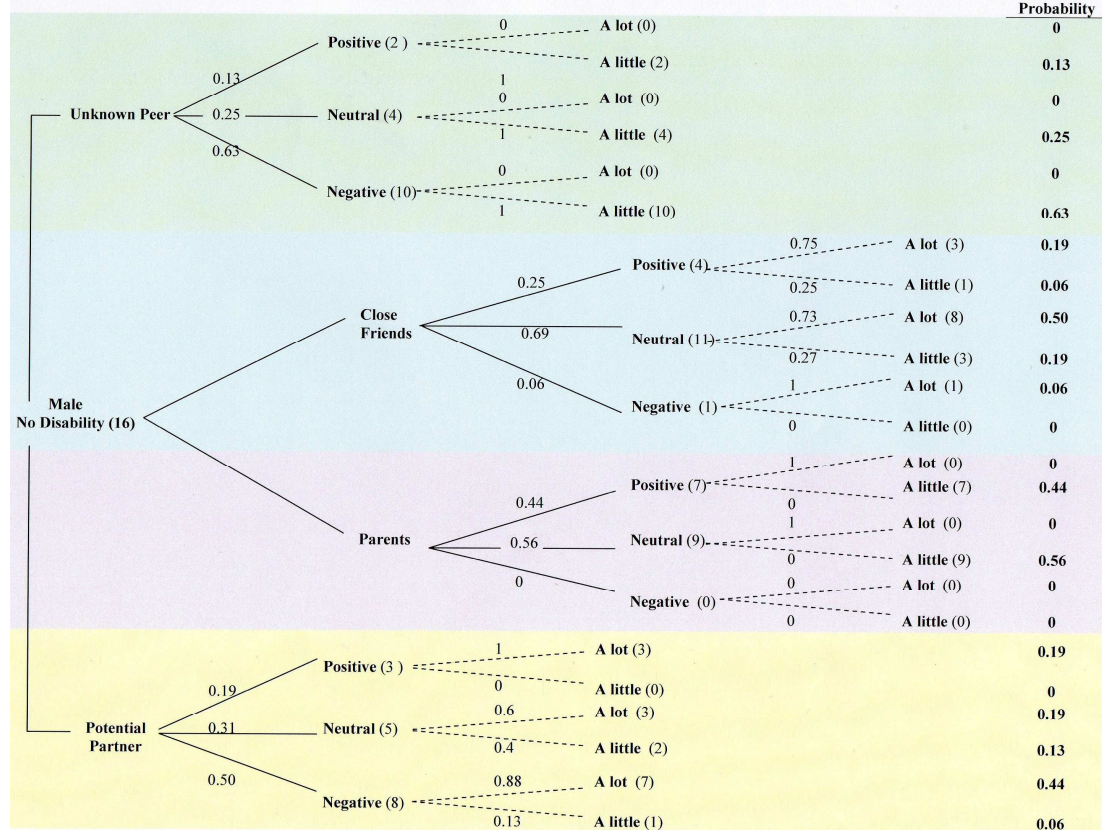 Probability
0 A lot (0) 0
Positive (2 )
A little (2) 0.13
0.13 1
0 A lot (0) 0
Unknown Peer 0.25 Neutral (4)
1 A little (4) 0.25
0.63
0 A lot (0) 0
Negative (10)
1 A little (10) 0.63
0.75 A lot (3) 0.19
Positive (4)
0.25 0.25 A little (1) 0.06
Close
Friends
0.73 A lot (8) 0.50
0.69 Neutral (11)
0.27 A little (3) 0.19
0.06 1 A lot (1) 0.06
Male
No Disability (16)
Negative (1)
0 A little (0) 0
1 A lot (0) 0
Positive (7) A little (7) 0.44
0.44 0
1 A lot (0) 0
Parents 0.56 Neutral (9)
0 A little (9) 0.56
0 0 A lot (0) 0
Negative (0)
0 A little (0) 0
1 A lot (3) 0.19
Positive (3 )
0.19 0 A little (0) 0
0.6 A lot (3) 0.19
Potential
Partner
0.31 Neutral (5)
0.4 A little (2) 0.13
0.50 0.88 A lot (7) 0.44
Negative (8)
0.13 A little (1) 0.06